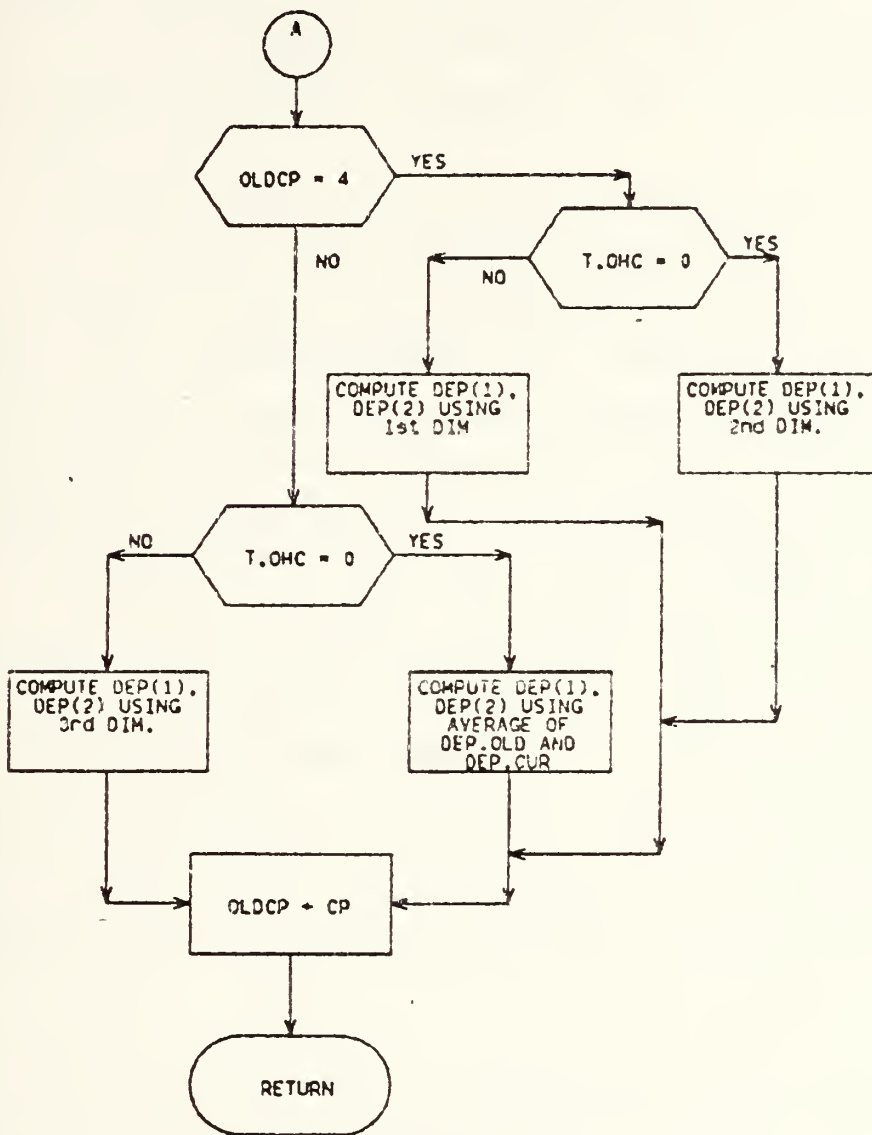 A
OLDCP = 4
YES
NO
T.OHC = 0
YES
NO
COMPUTE DEP(1),
DEP(2) USING
1st DIM
COMPUTE DEP(1),
DEP(2) USING
2nd DIM.
NO
T.OHC = 0
YES
COMPUTE DEP(1),
DEP(2) USING
3rd DIM.
COMPUTE DEP(1),
DEP(2) USING
AVERAGE OF
DEP.OLD AND
DEP.CUR
OLDCP ← CP
RETURN